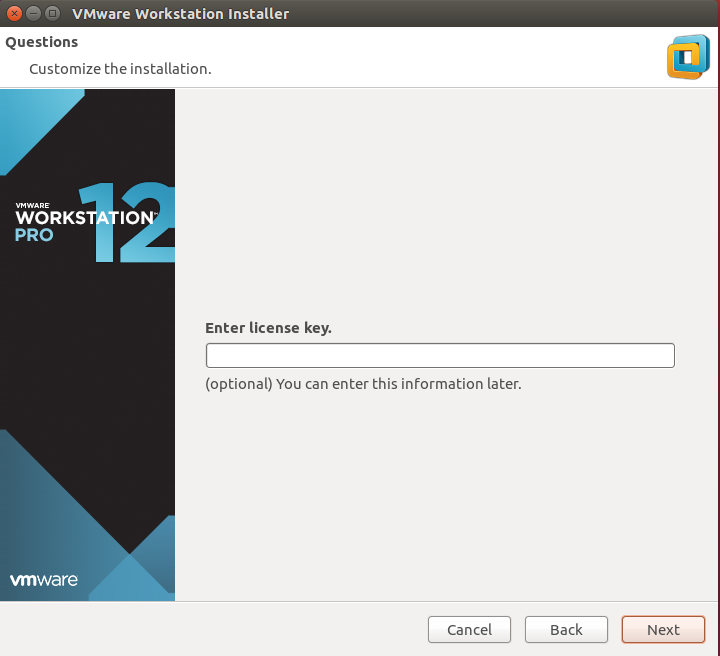 VMware Workstation Installer
Questions
Customize the installation.
VMWARE
WORKSTATION™ 12
PRO
Enter license key.
(optional) You can enter this information later.
vmware
Cancel Back Next